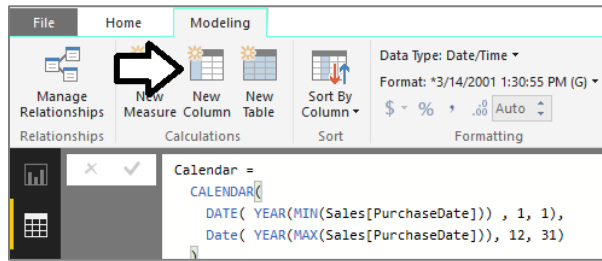 File Home Modeling
Data Type: Date/Time
Format: *3/14/2001 1:30:55 PM (G)
Manage New New New Sort By
Relationships Measure Column Table Column
$ % , .00 Auto
Relationships Calculations Sort Formatting
Calendar =
CALENDAR(
DATE( YEAR(MIN(Sales[PurchaseDate])) , 1, 1),
Date( YEAR(MAX(Sales[PurchaseDate])), 12, 31)
)